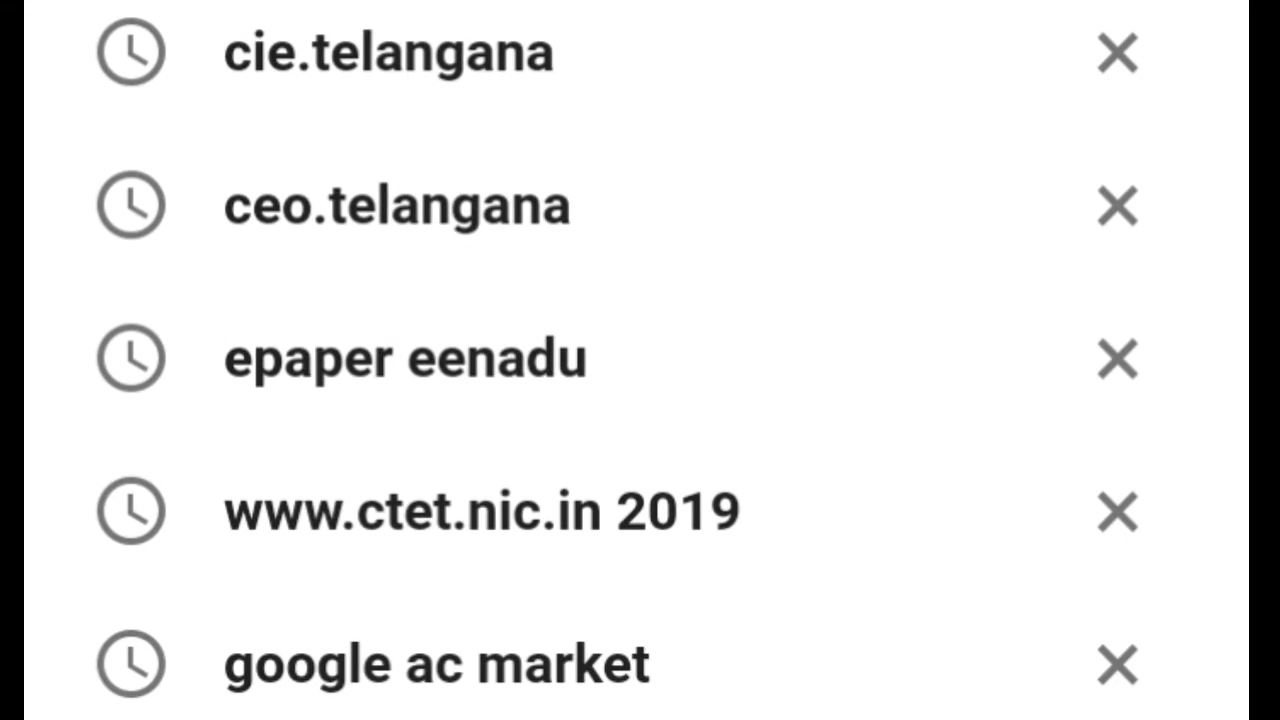 cie.telangana
ceo.telangana
epaper eenadu
www.ctet.nic.in 2019
google ac market